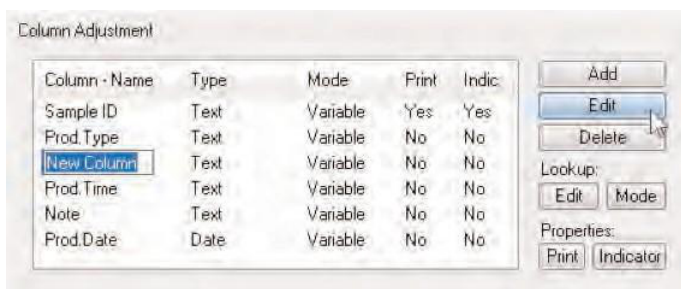 Column Adjustment
Column - Name Type Mode Print Indic
Sample ID Text Variable Yes Yes
Prod.Type Text Variable No No
New Column Text Variable No No
Prod.Time Text Variable No No
Note Text Variable No No
Prod.Date Date Variable No No
Add
Edit
Delete
Lookup:
Edit Mode
Properties:
Print Indicator